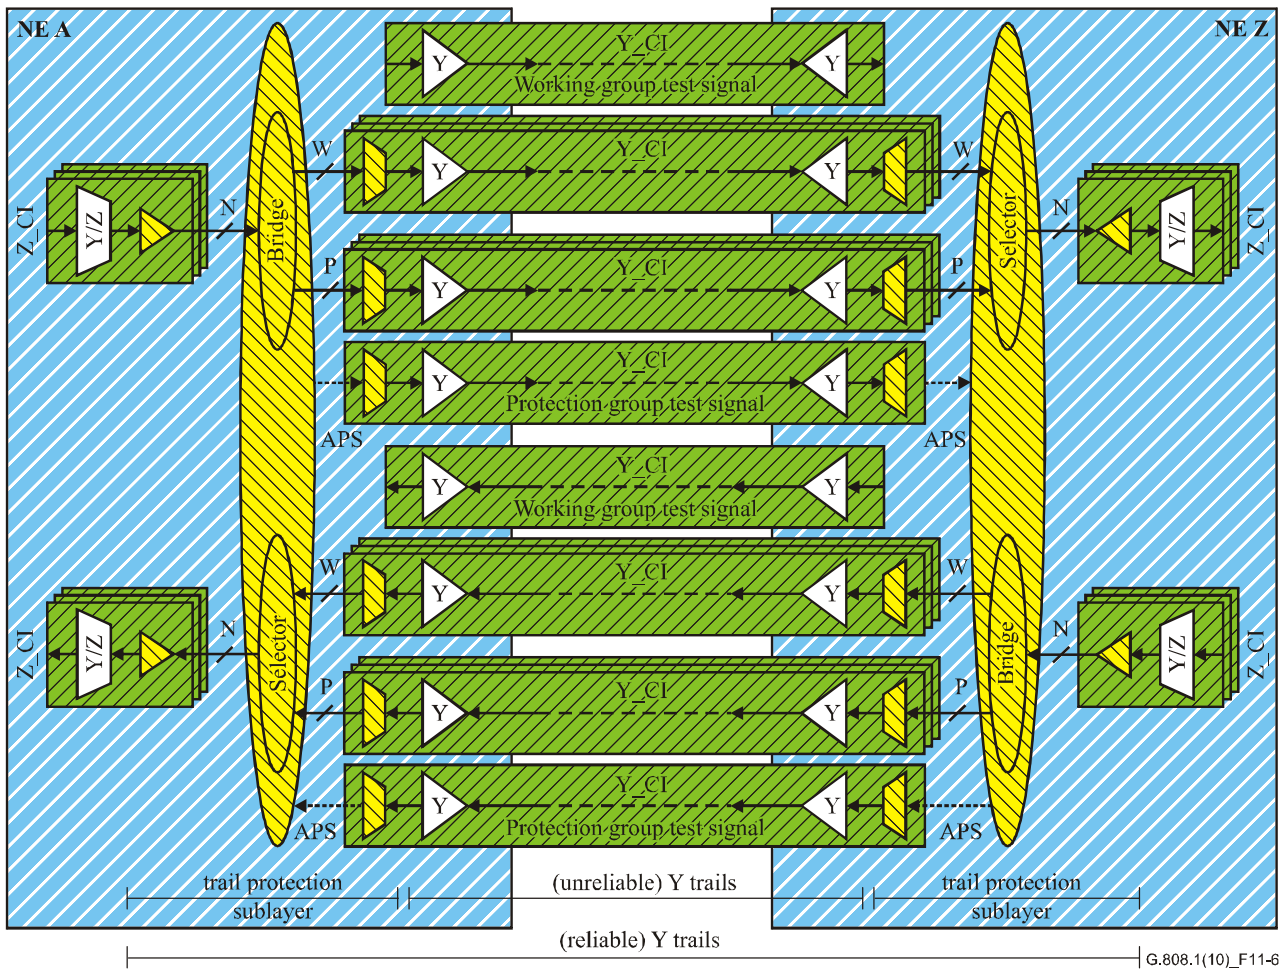 NE A
NE Z
Y_CI
Y
Y
Working group test signal
W
Y_CI
W
Y
Y
Z_CI
Y/Z
N
Bridge
Selector
N
Y/Z
Z_CI
P
Y_CI
P
Y
Y
Y_CI
Y
Y
Protection group test signal
APS
APS
Y_CI
Y
Y
Working group test signal
W
Y_CI
W
Y
Y
Z_CI
Y/Z
N
Selector
Bridge
N
Y/Z
Z_CI
P
Y_CI
P
Y
Y
Y_CI
Y
Y
APS
Protection group test signal
APS
trail protection
sublayer
(unreliable) Y trails
trail protection
sublayer
(reliable) Y trails
G.808.1(10)_F11-6